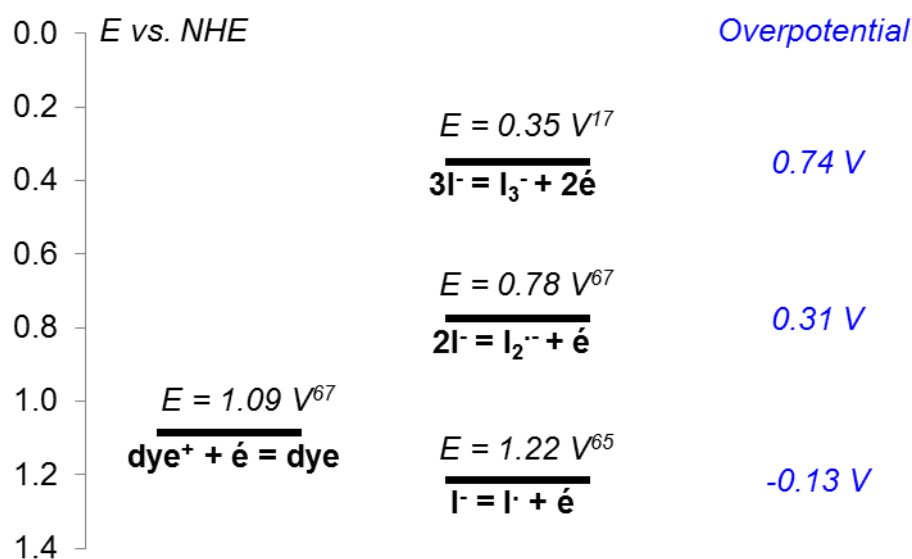 0.0 E vs. NHE Overpotential
0.2
E = 0.35 V¹⁷
0.74 V
0.4
3I⁻ = I₃⁻ + 2é
0.6
E = 0.78 V⁶⁷
0.8
0.31 V
2I⁻ = I₂·⁻ + é
1.0
E = 1.09 V⁶⁷
dye⁺ + é = dye
E = 1.22 V⁶⁵
1.2
-0.13 V
I⁻ = I· + é
1.4